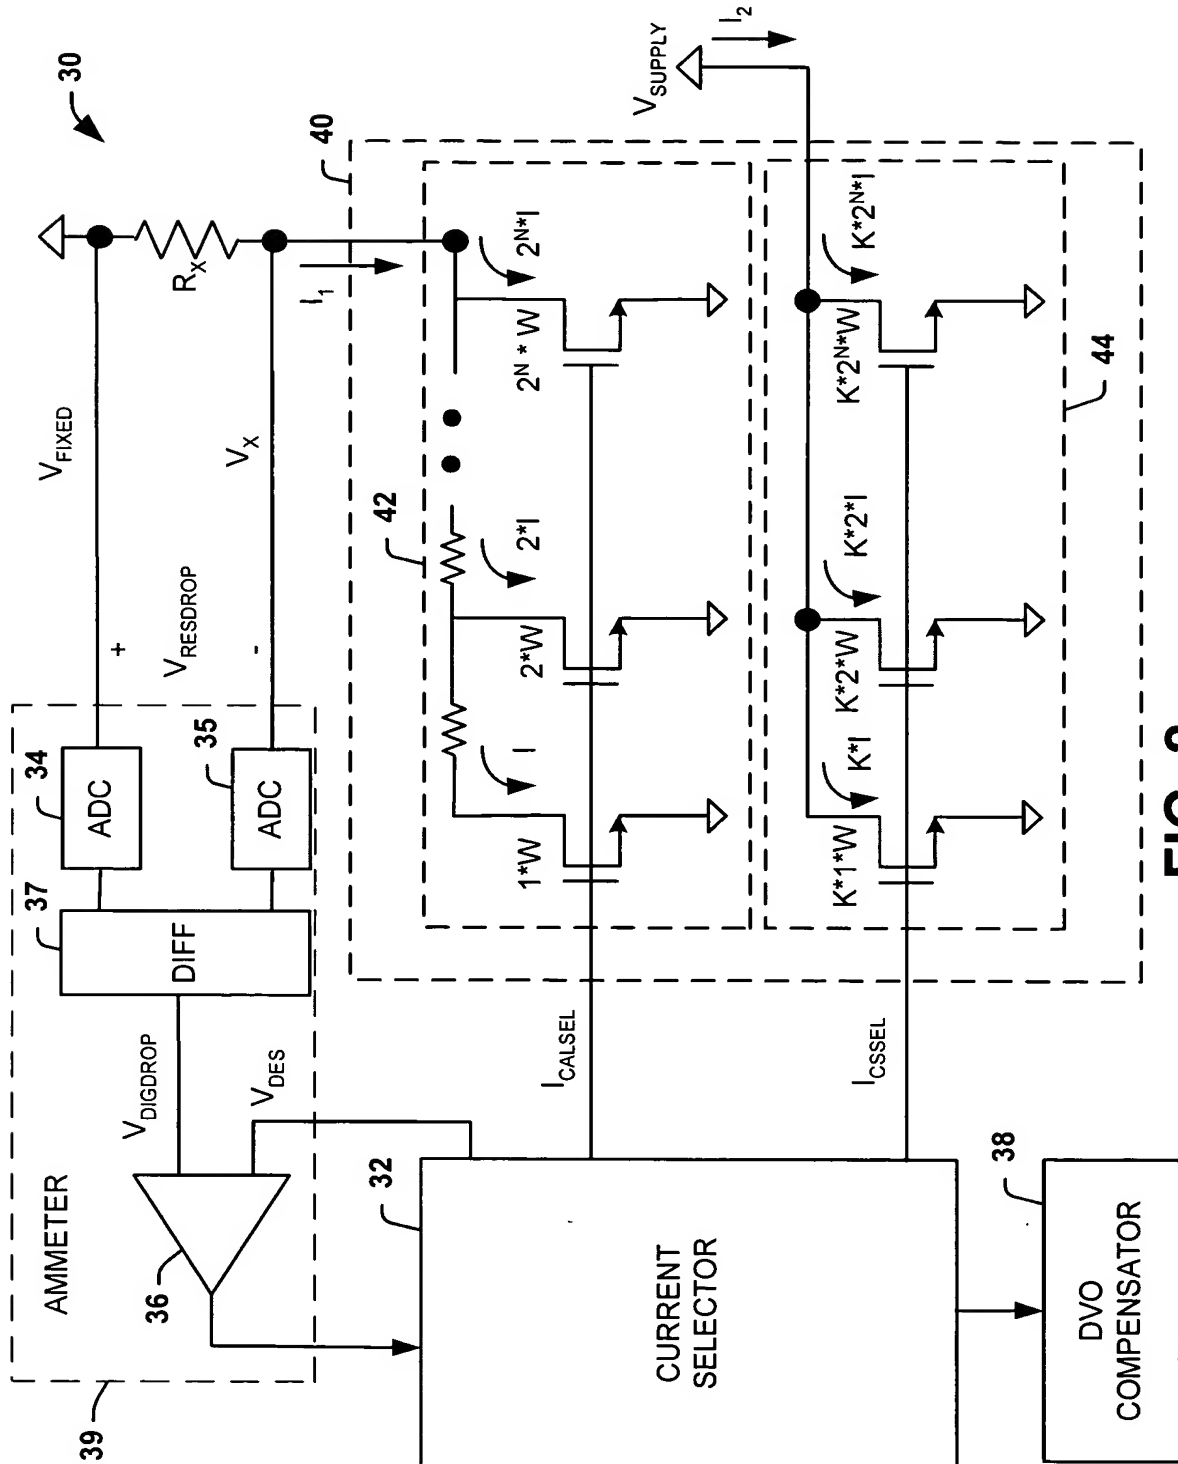 30
V_FIXED
R_X
V_X
I_1
V_RESDROP
+
-
34
ADC
35
ADC
37
DIFF
V_DIGDROP
V_DES
AMMETER
36
39
40
42
I
2*I
2^N*I
1*W
2*W
2^N * W
V_SUPPLY
I_2
K*I
K*2*I
K*2^N*I
K*1*W
K*2*W
K*2^N*W
44
I_CALSEL
I_CSSEL
32
CURRENT
SELECTOR
38
DVO
COMPENSATOR
FIG.